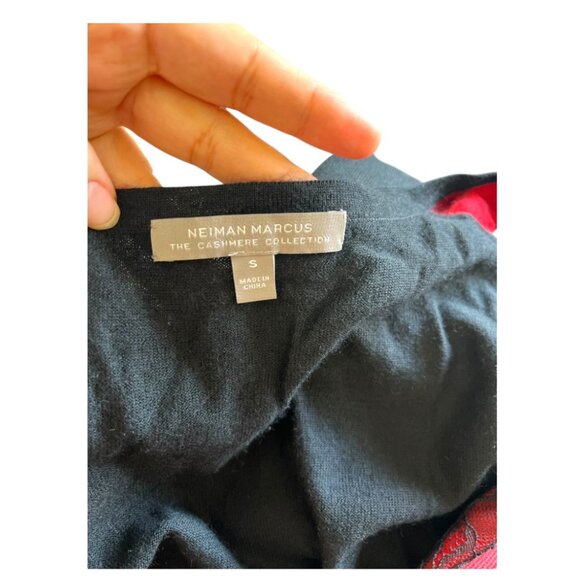 NEIMAN MARCUS
THE CASHMERE COLLECTION
S
MADE IN
CHINA